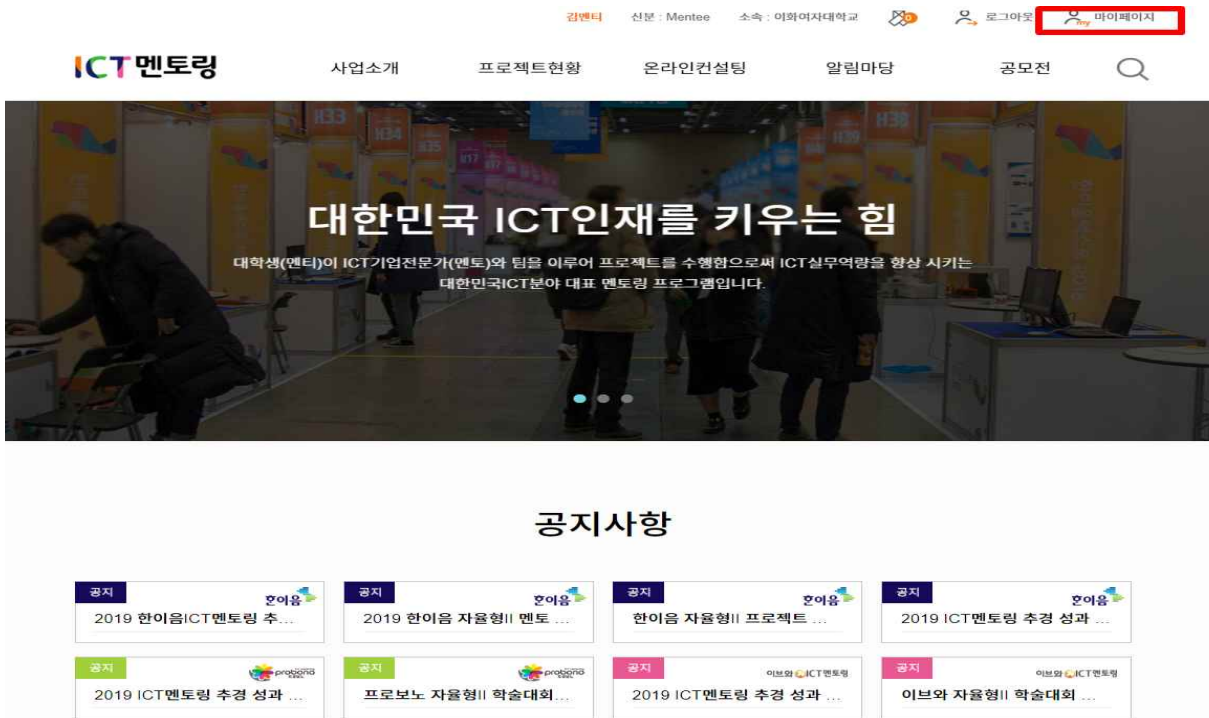 김멘티 신분 : Mentee 소속 : 이화여자대학교 0 로그아웃 my 마이페이지
ICT멘토링 사업소개 프로젝트현황 온라인컨설팅 알림마당 공모전
H33 H34 H35 H17 H39 H38
대한민국 ICT인재를 키우는 힘
대학생(멘티)이 ICT기업전문가(멘토)와 팀을 이루어 프로젝트를 수행함으로써 ICT실무역량을 향상 시키는
대한민국ICT분야 대표 멘토링 프로그램입니다.
공지사항
공지 한이음 공지 한이음 공지 한이음 공지 한이음
2019 한이음ICT멘토링 추... 2019 한이음 자율형II 멘토 ... 한이음 자율형II 프로젝트 ... 2019 ICT멘토링 추경 성과 ...
공지 probono 공지 probono 공지 이브와 ICT멘토링 공지 이브와 ICT멘토링
2019 ICT멘토링 추경 성과 ... 프로보노 자율형II 학술대회... 2019 ICT멘토링 추경 성과 ... 이브와 자율형II 학술대회 ...